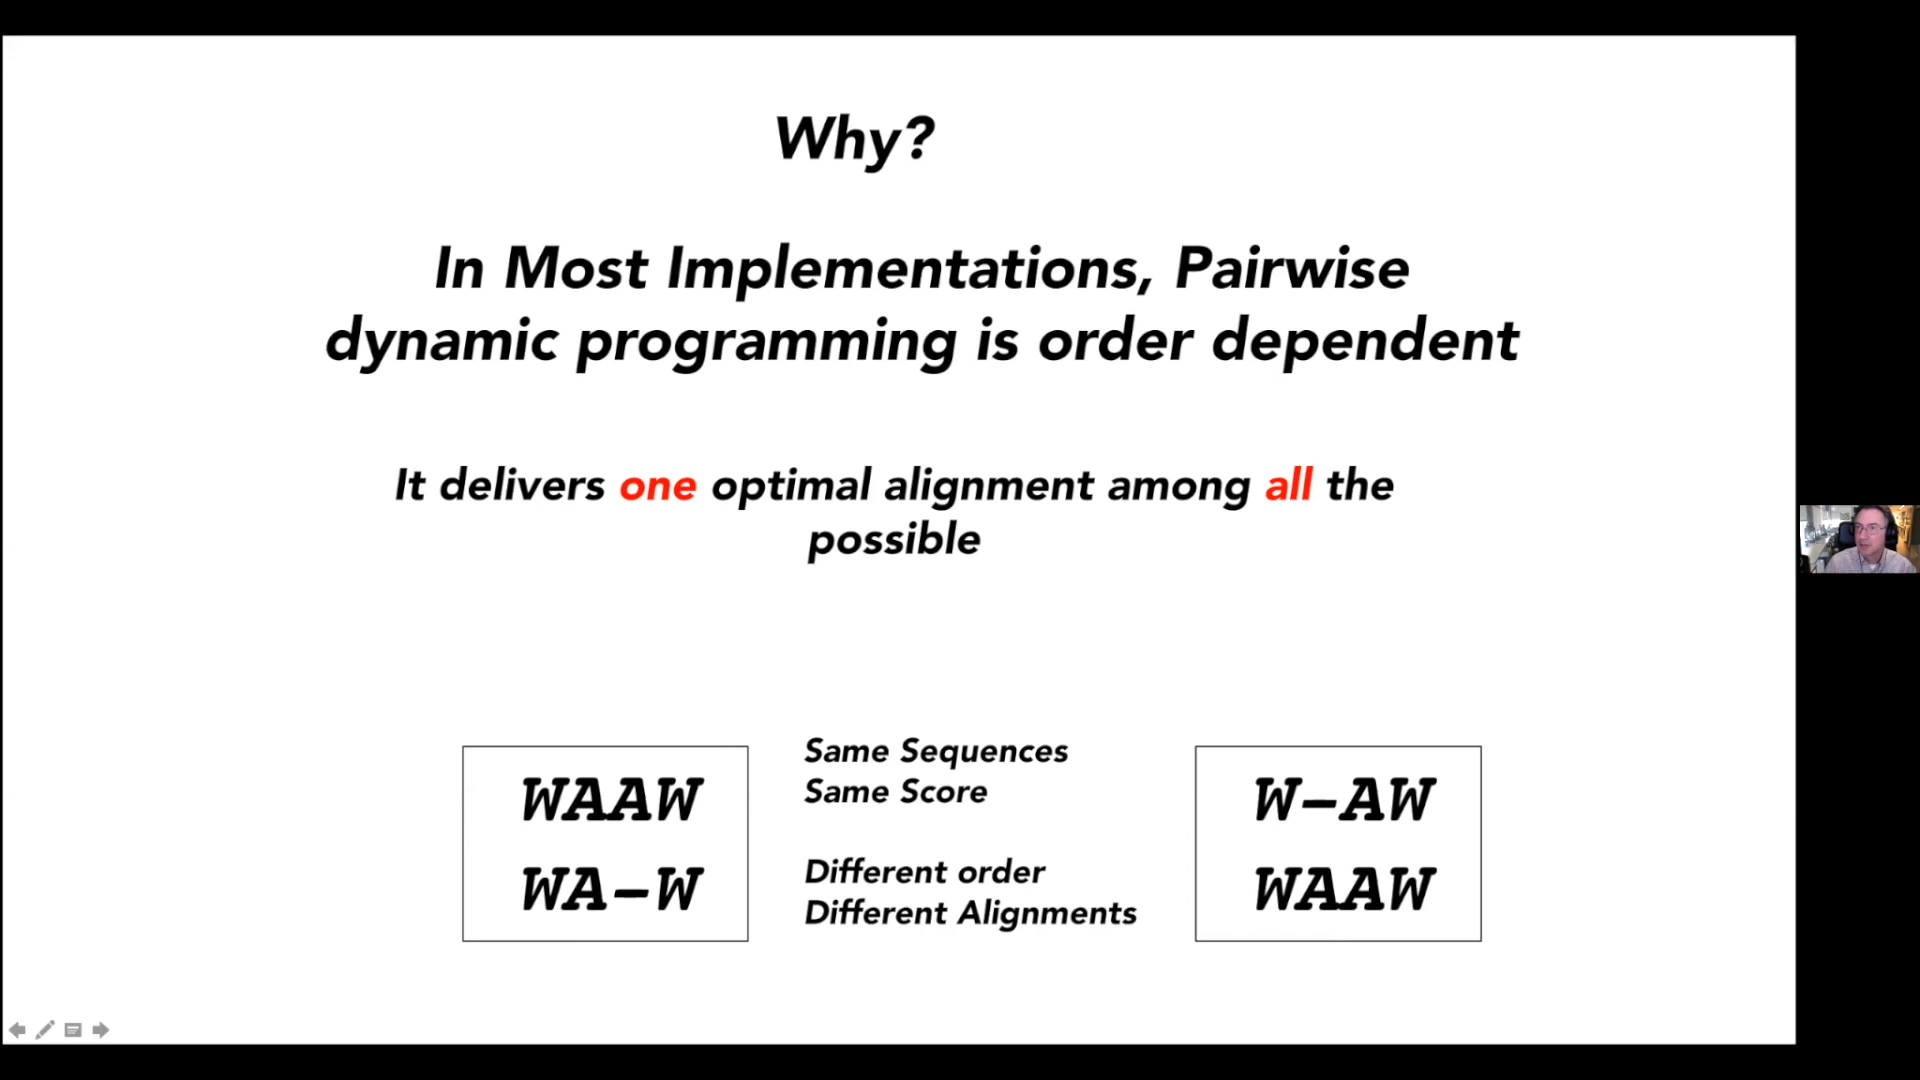 Why?
In Most Implementations, Pairwise
dynamic programming is order dependent
It delivers one optimal alignment among all the
possible
WAAW
WA–W
Same Sequences
Same Score
Different order
Different Alignments
W–AW
WAAW